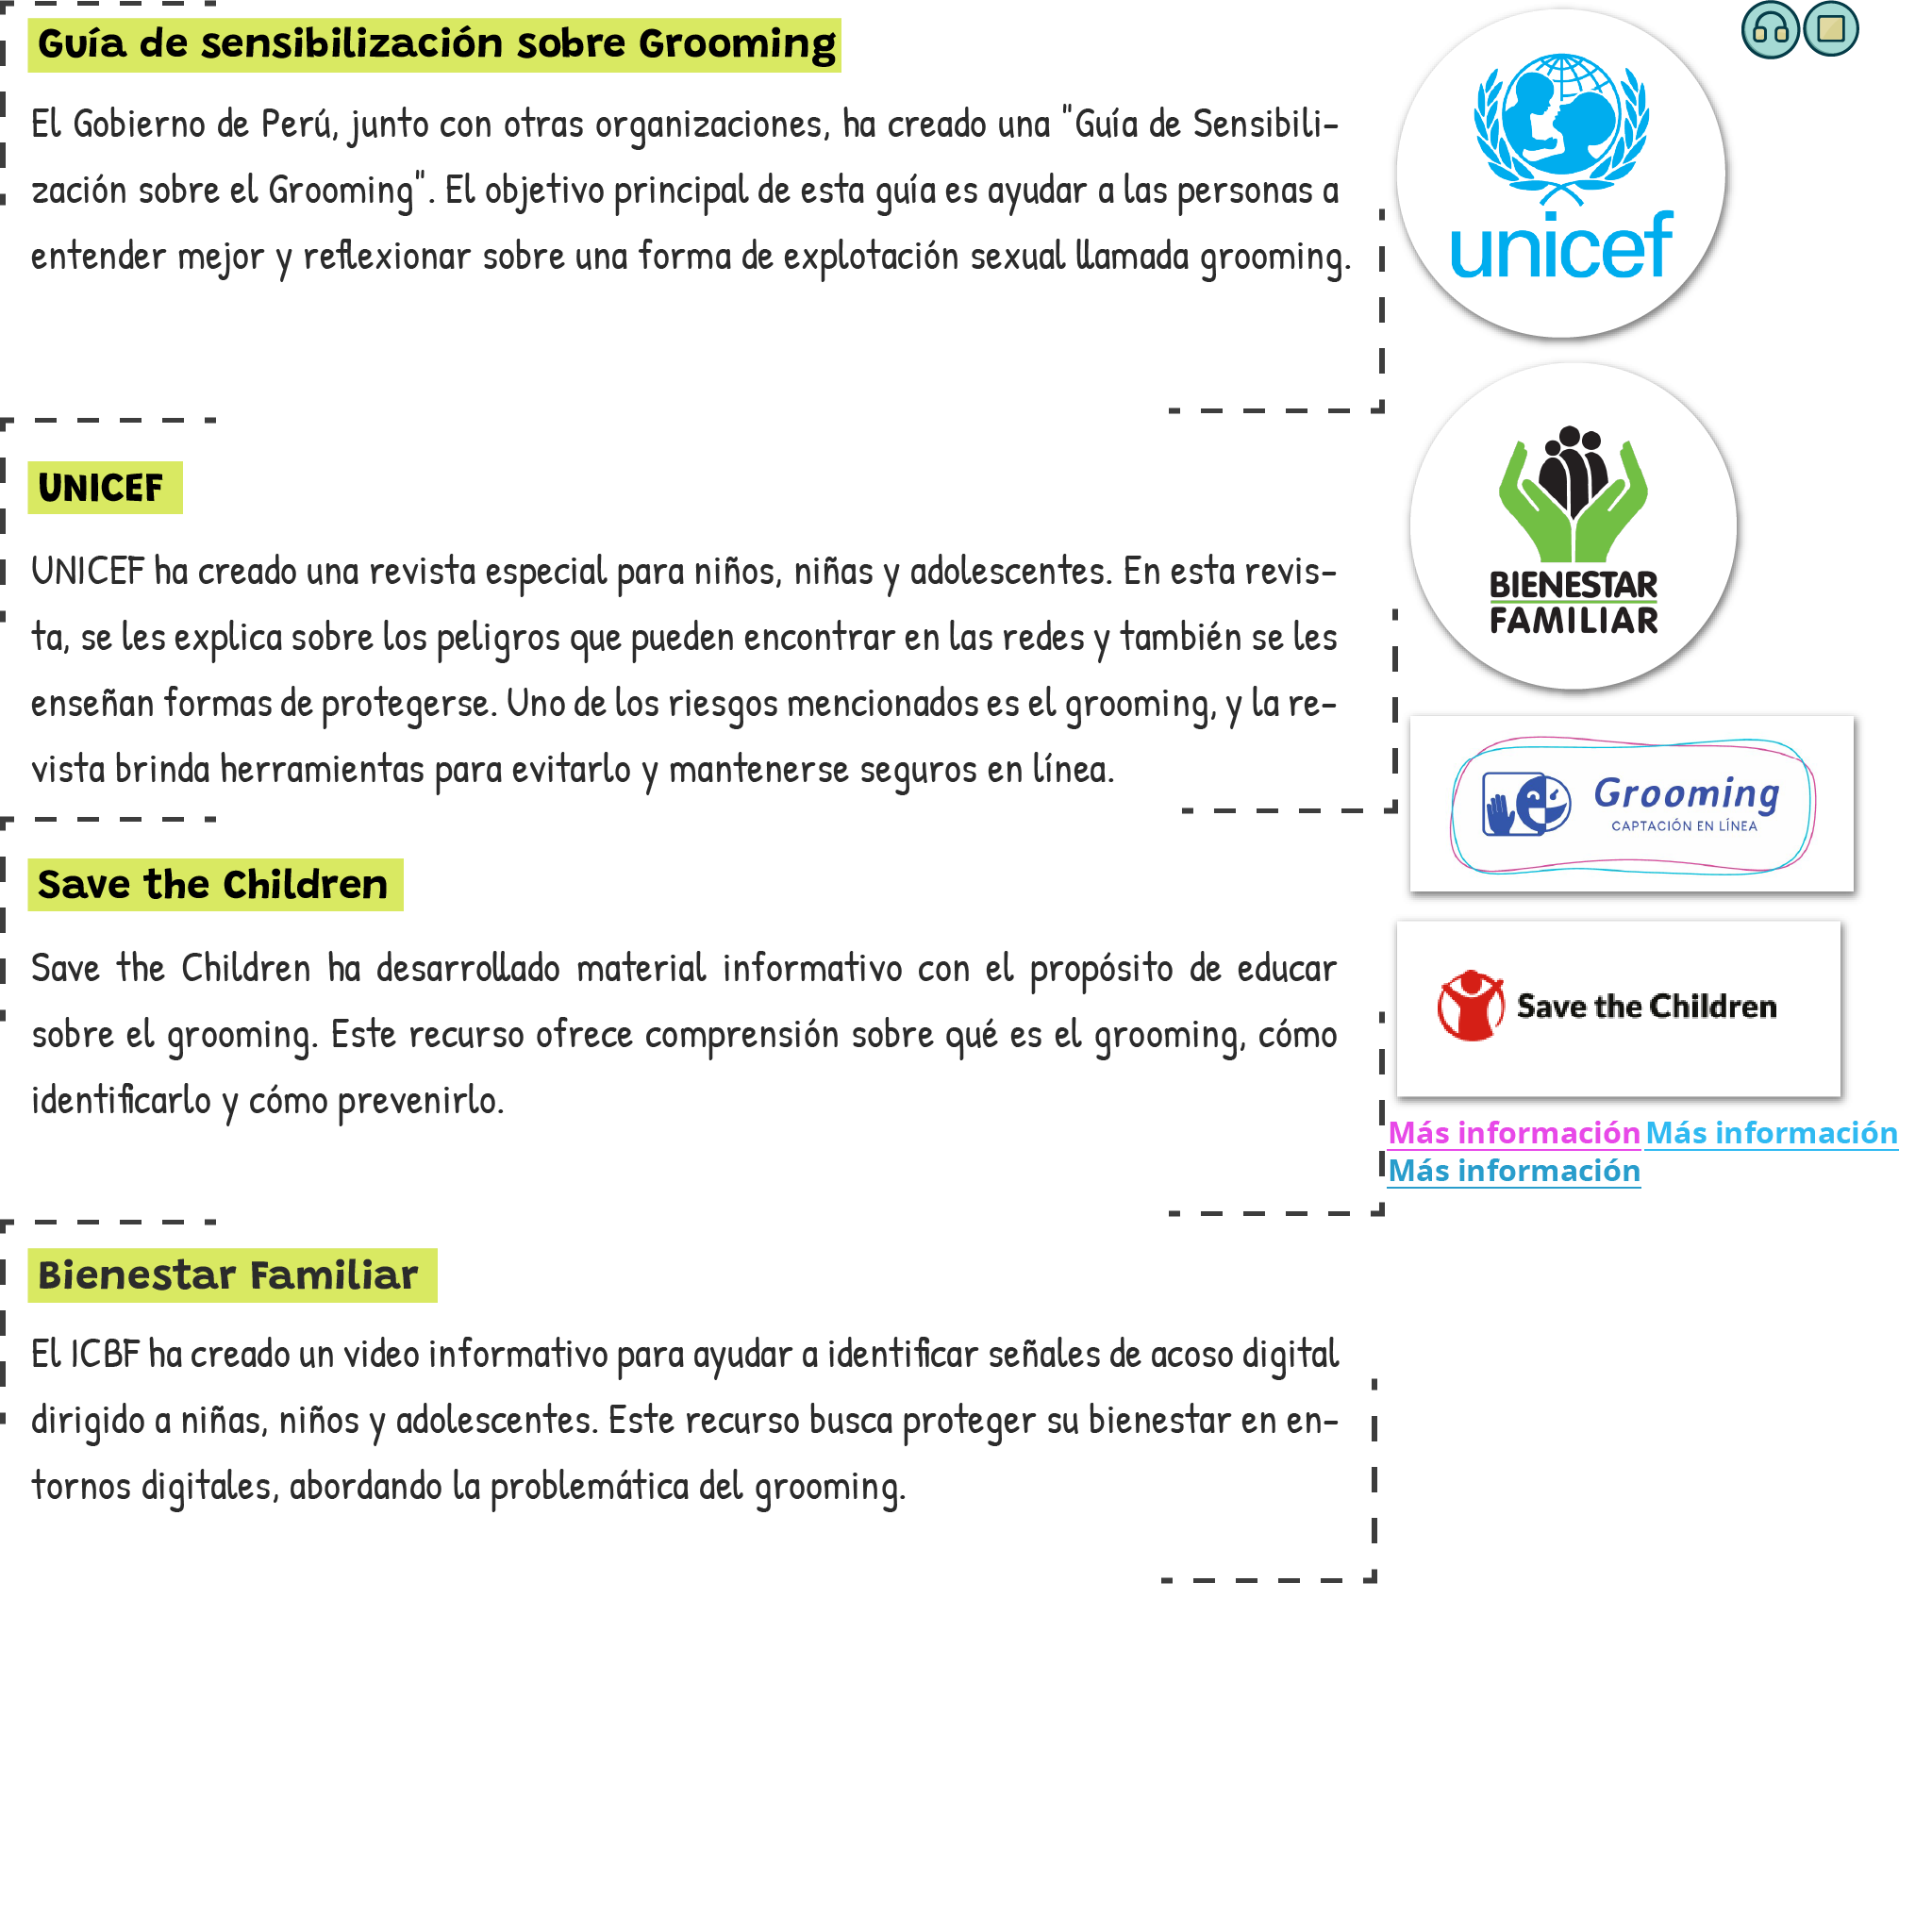 Guía de sensibilización sobre Grooming
El Gobierno de Perú, junto con otras organizaciones, ha creado una "Guía de Sensibili-
zación sobre el Grooming". El objetivo principal de esta guía es ayudar a las personas a
entender mejor y reflexionar sobre una forma de explotación sexual llamada grooming.
UNICEF
UNICEF ha creado una revista especial para niños, niñas y adolescentes. En esta revis-
ta, se les explica sobre los peligros que pueden encontrar en las redes y también se les
enseñan formas de protegerse. Uno de los riesgos mencionados es el grooming, y la re-
vista brinda herramientas para evitarlo y mantenerse seguros en línea.
Save the Children
Save the Children ha desarrollado material informativo con el propósito de educar
sobre el grooming. Este recurso ofrece comprensión sobre qué es el grooming, cómo
identificarlo y cómo prevenirlo.
Bienestar Familiar
El ICBF ha creado un video informativo para ayudar a identificar señales de acoso digital
dirigido a niñas, niños y adolescentes. Este recurso busca proteger su bienestar en en-
tornos digitales, abordando la problemática del grooming.
unicef
BIENESTAR
FAMILIAR
Grooming
CAPTACIÓN EN LÍNEA
Save the Children
Más información Más información
Más información